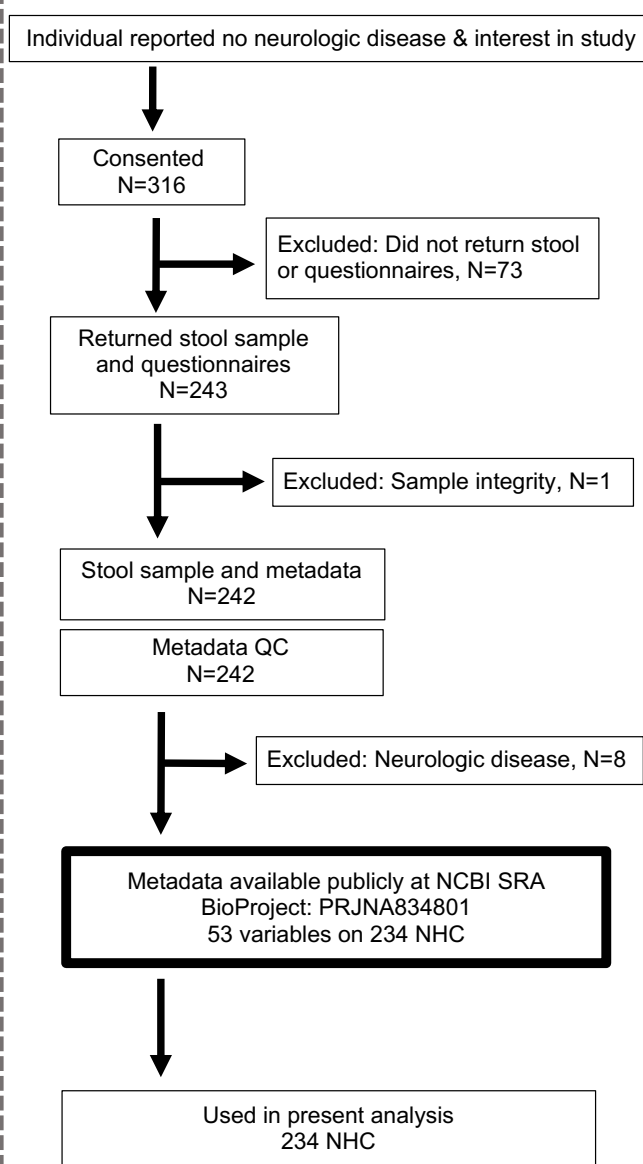 Individual reported no neurologic disease & interest in study
Consented
N=316
Excluded: Did not return stool
or questionnaires, N=73
Returned stool sample
and questionnaires
N=243
Excluded: Sample integrity, N=1
Stool sample and metadata
N=242
Metadata QC
N=242
Excluded: Neurologic disease, N=8
Metadata available publicly at NCBI SRA
BioProject: PRJNA834801
53 variables on 234 NHC
Used in present analysis
234 NHC